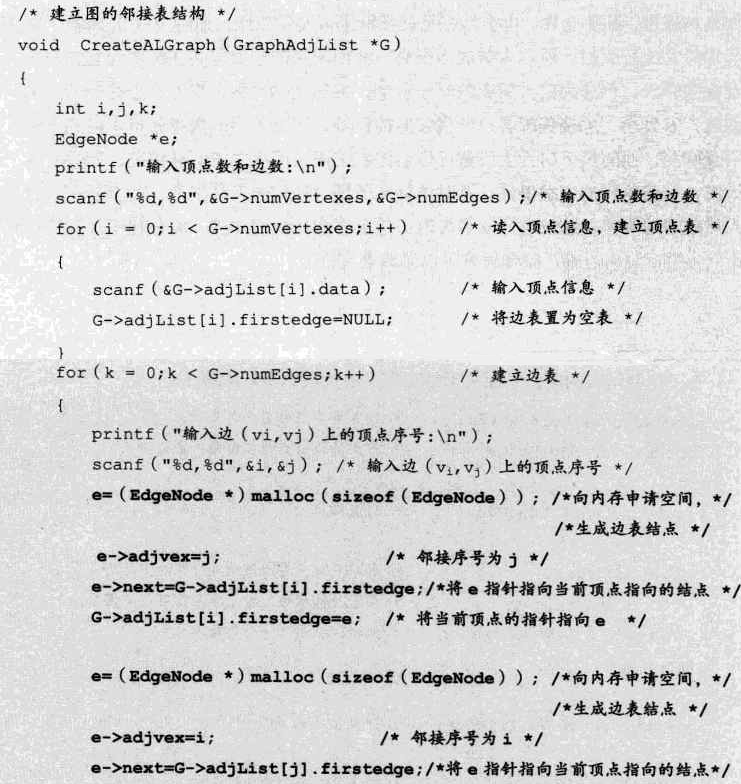 /* 建立图的邻接表结构 */
void  CreateALGraph(GraphAdjList *G)
{
    int i,j,k;
    EdgeNode *e;
    printf("输入顶点数和边数:\n");
    scanf("%d,%d",&G->numVertexes,&G->numEdges);/* 输入顶点数和边数 */
    for(i = 0;i < G->numVertexes;i++)    /* 读入顶点信息，建立顶点表 */
    {
        scanf(&G->adjList[i].data);    /* 输入顶点信息 */
        G->adjList[i].firstedge=NULL;    /* 将边表置为空表 */
    }
    for(k = 0;k < G->numEdges;k++)    /* 建立边表 */
    {
        printf("输入边(vi,vj)上的顶点序号:\n");
        scanf("%d,%d",&i,&j); /* 输入边(vi,vj)上的顶点序号 */
        e=(EdgeNode *)malloc(sizeof(EdgeNode)); /*向内存申请空间，*/
                                                /*生成边表结点 */
        e->adjvex=j;    /* 邻接序号为 j */
        e->next=G->adjList[i].firstedge;/*将 e 指针指向当前顶点指向的结点 */
        G->adjList[i].firstedge=e;  /* 将当前顶点的指针指向 e  */

        e=(EdgeNode *)malloc(sizeof(EdgeNode)); /*向内存申请空间，*/
                                                /*生成边表结点 */
        e->adjvex=i;    /* 邻接序号为 i */
        e->next=G->adjList[j].firstedge;/*将 e 指针指向当前顶点指向的结点*/